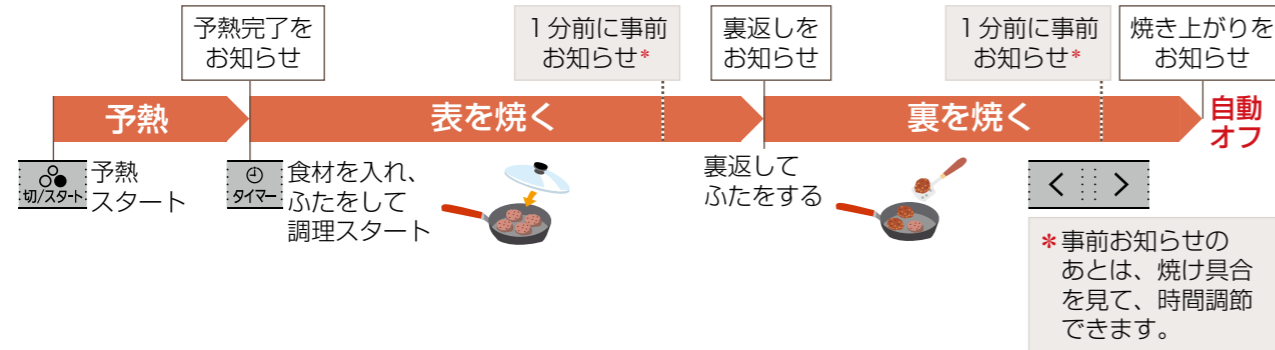 予熱完了を
お知らせ
1分前に事前
お知らせ*
裏返しを
お知らせ
1分前に事前
お知らせ*
焼き上がりを
お知らせ
予熱
表を焼く
裏を焼く
自動
オフ
切/スタート
予熱
スタート
タイマー
食材を入れ、
ふたをして
調理スタート
裏返して
ふたをする
< >
*事前お知らせの
あとは、焼け具合
を見て、時間調節
できます。